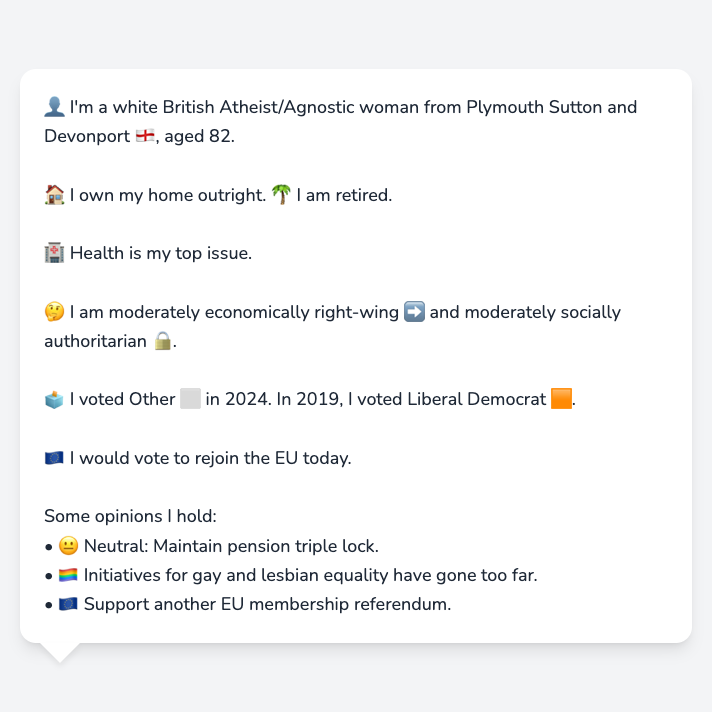 👤 I'm a white British Atheist/Agnostic woman from Plymouth Sutton and
Devonport 🏴󠁧󠁢󠁥󠁮󠁧󠁿, aged 82.
🏠 I own my home outright. 🌴 I am retired.
🏥 Health is my top issue.
🤔 I am moderately economically right-wing ➡️ and moderately socially
authoritarian 🔒.
🗳️ I voted Other ⬜ in 2024. In 2019, I voted Liberal Democrat 🟧.
🇪🇺 I would vote to rejoin the EU today.
Some opinions I hold:
• 😐 Neutral: Maintain pension triple lock.
• 🏳️‍🌈 Initiatives for gay and lesbian equality have gone too far.
• 🇪🇺 Support another EU membership referendum.